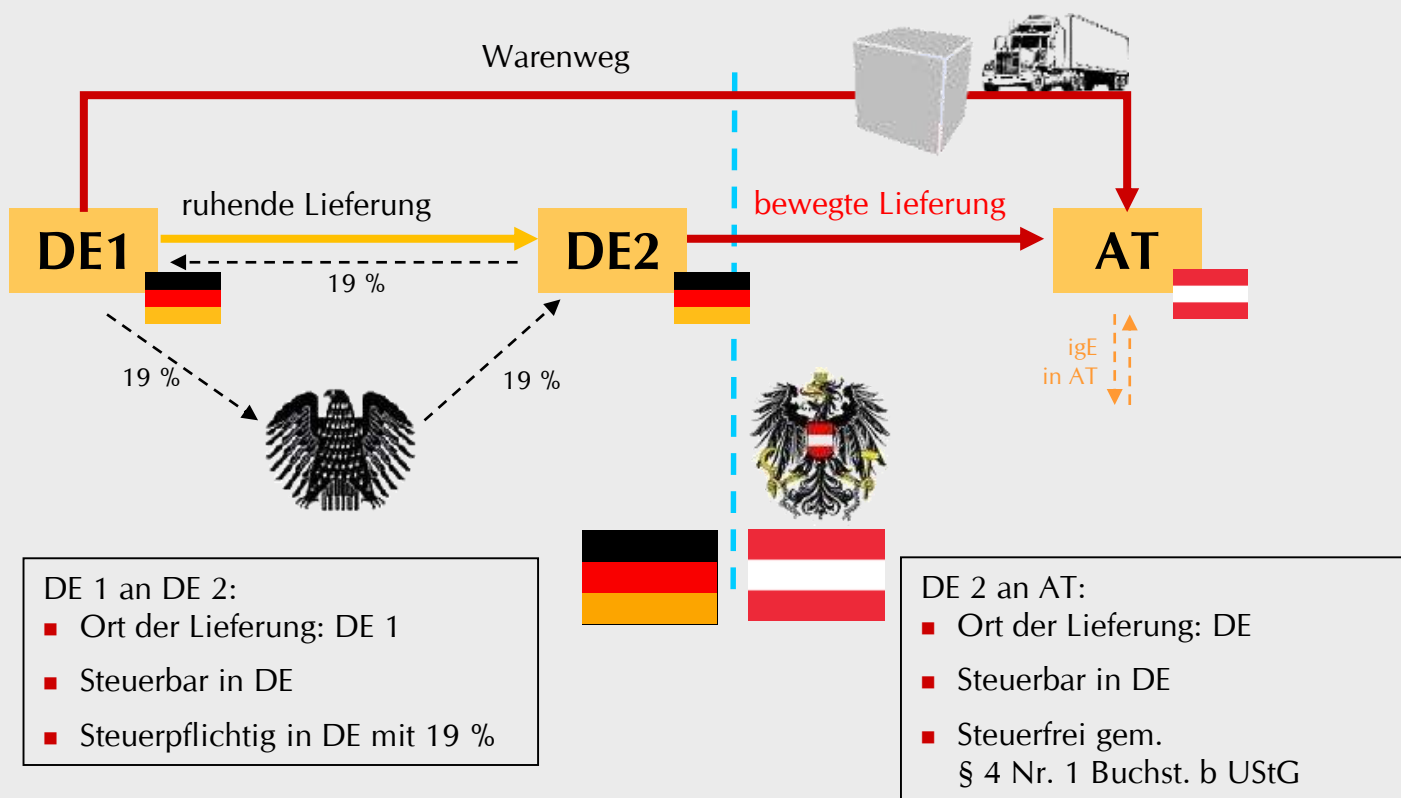 Warenweg
ruhende Lieferung
bewegte Lieferung
DE1
DE2
AT
19 %
19 %
19 %
igE
in AT
DE 1 an DE 2:
▪ Ort der Lieferung: DE 1
▪ Steuerbar in DE
▪ Steuerpflichtig in DE mit 19 %
DE 2 an AT:
▪ Ort der Lieferung: DE
▪ Steuerbar in DE
▪ Steuerfrei gem.
§ 4 Nr. 1 Buchst. b UStG